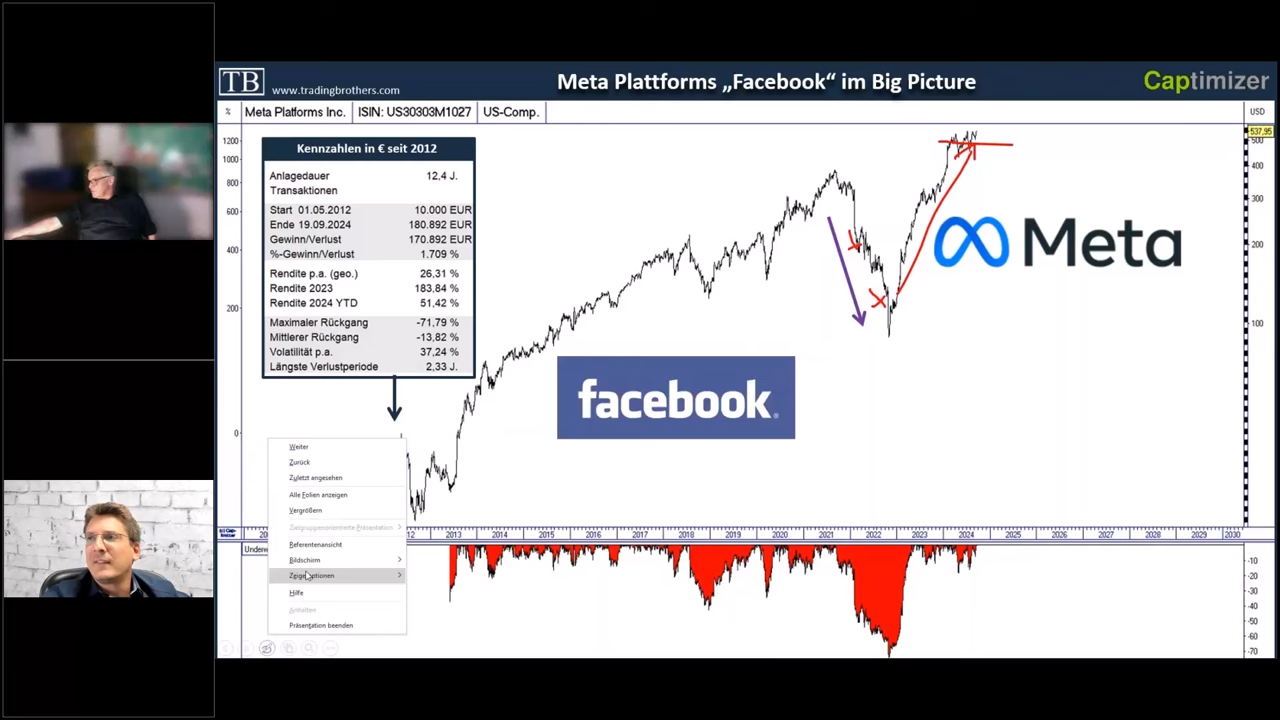 TB www.tradingbrothers.com
Meta Plattforms „Facebook“ im Big Picture
Captimizer
% Meta Platforms Inc. ISIN: US30303M1027 US-Comp. USD
Kennzahlen in € seit 2012
Anlagedauer 12,4 J.
Transaktionen
Start 01.05.2012 10.000 EUR
Ende 19.09.2024 180.892 EUR
Gewinn/Verlust 170.892 EUR
%-Gewinn/Verlust 1.709 %
Rendite p.a. (geo.) 26,31 %
Rendite 2023 183,84 %
Rendite 2024 YTD 51,42 %
Maximaler Rückgang -71,79 %
Mittlerer Rückgang -13,82 %
Volatilität p.a. 37,24 %
Längste Verlustperiode 2,33 J.
1200
1000
800
600
400
200
0
537,95
500
400
300
200
100
Meta
facebook
Weiter
Zurück
Zuletzt angesehen
Alle Folien anzeigen
Vergrößern
Zielgruppenorientierte Präsentation
Referentenansicht
Bildschirm
Zeigeroptionen
Hilfe
Anhalten
Präsentation beenden
2013 2014 2015 2016 2017 2018 2019 2020 2021 2022 2023 2024 2025 2026 2027 2028 2029 2030
-10
-20
-30
-40
-50
-60
-70